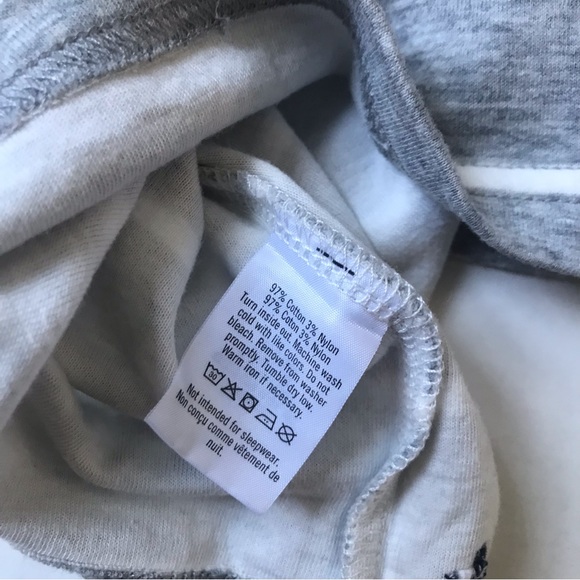 97% Cotton 3% Nylon
97% Coton 3% Nylon
Turn inside out. Machine wash
cold with like colors. Do not
bleach. Remove from washer
promptly. Tumble dry low.
Warm iron if necessary.
30
Not intended for sleepwear.
Non conçu comme vêtement de
nuit.